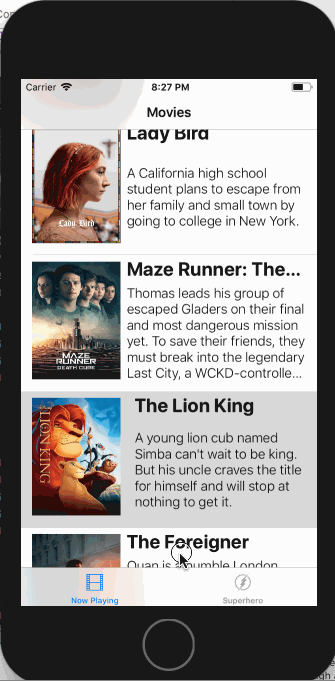 Carrier 8:27 PM
Movies
Lady Bird
A California high school
student plans to escape from
her family and small town by
going to college in New York.
Lady Bird
Maze Runner: The...
Thomas leads his group of
escaped Gladers on their final
and most dangerous mission
yet. To save their friends, they
must break into the legendary
Last City, a WCKD-controlle...
MAZE
RUNNER
DEATH CURE
The Lion King
LION KING
A young lion cub named
Simba can't wait to be king.
But his uncle craves the title
for himself and will stop at
nothing to get it.
The Foreigner
Quan is a humble London
Now Playing
Superhero